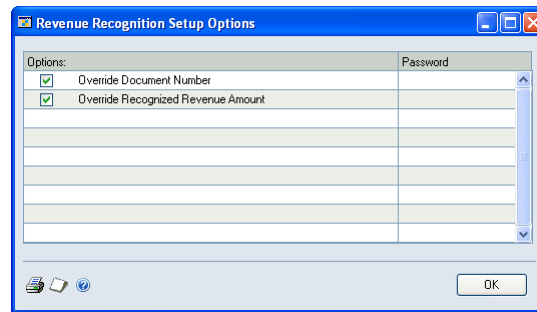 Revenue Recognition Setup Options
Options: Password
Override Document Number
Override Recognized Revenue Amount
OK